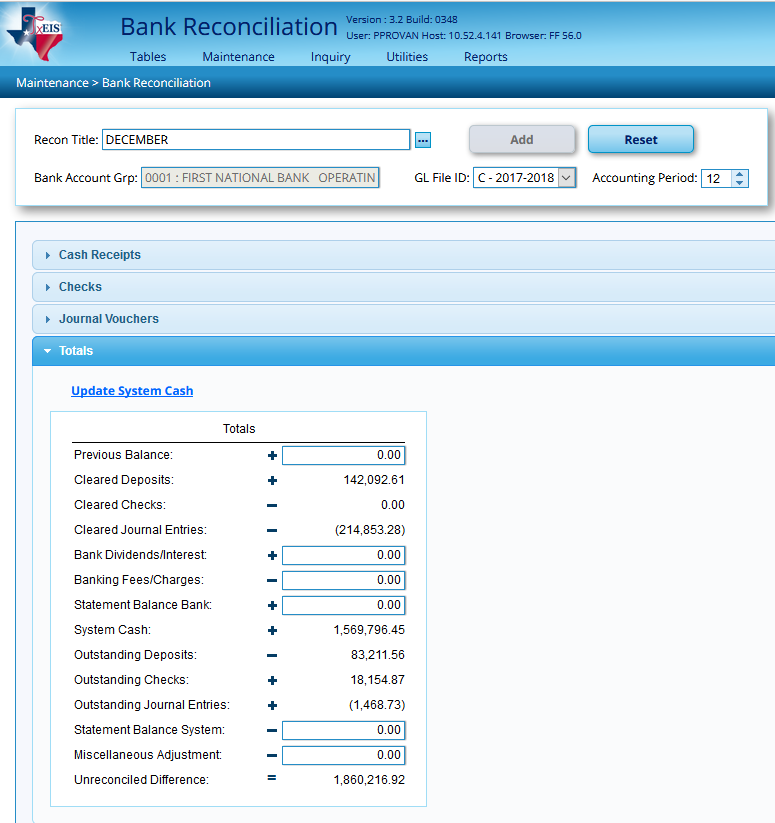 TxEIS
Bank Reconciliation
Version : 3.2 Build: 0348
User: PPROVAN Host: 10.52.4.141 Browser: FF 56.0
Tables Maintenance Inquiry Utilities Reports
Maintenance > Bank Reconciliation
Recon Title: DECEMBER ... Add Reset
Bank Account Grp: 0001 : FIRST NATIONAL BANK OPERATIN GL File ID: C - 2017-2018 Accounting Period: 12
Cash Receipts
Checks
Journal Vouchers
Totals
Update System Cash
Totals
Previous Balance: + 0.00
Cleared Deposits: + 142,092.61
Cleared Checks: − 0.00
Cleared Journal Entries: − (214,853.28)
Bank Dividends/Interest: + 0.00
Banking Fees/Charges: − 0.00
Statement Balance Bank: + 0.00
System Cash: + 1,569,796.45
Outstanding Deposits: − 83,211.56
Outstanding Checks: + 18,154.87
Outstanding Journal Entries: + (1,468.73)
Statement Balance System: − 0.00
Miscellaneous Adjustment: − 0.00
Unreconciled Difference: = 1,860,216.92